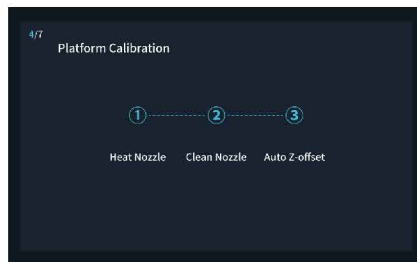 4/7
Platform Calibration
1 2 3
Heat Nozzle Clean Nozzle Auto Z-offset